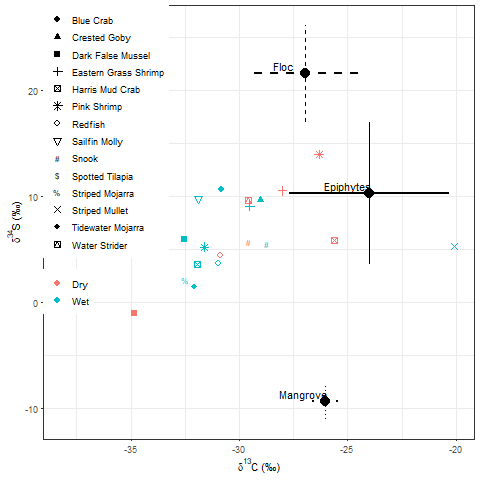 Blue Crab
Crested Goby
Dark False Mussel
Eastern Grass Shrimp
Harris Mud Crab
Pink Shrimp
Redfish
Sailfin Molly
# Snook
$ Spotted Tilapia
% Striped Mojarra
Striped Mullet
Tidewater Mojarra
Water Strider
Dry
Wet
Floc
Epiphytes
Mangrove
#
$
%
20
10
0
-10
δ³⁴S (‰)
-35
-30
-25
-20
δ¹³C (‰)